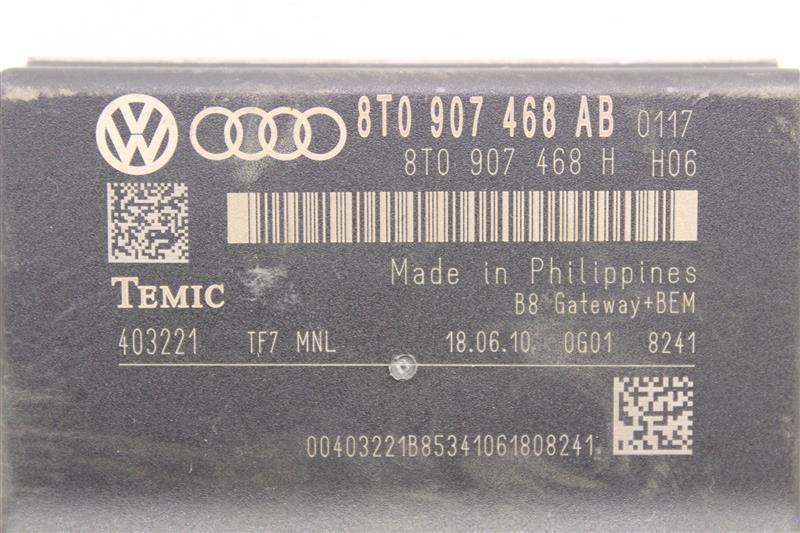 8T0 907 468 AB 0117
8T0 907 468 H H06
Made in Philippines
TEMIC
B8 Gateway+BEM
403221 TF7 MNL 18.06.10 0G01 8241
00403221B85341061808241